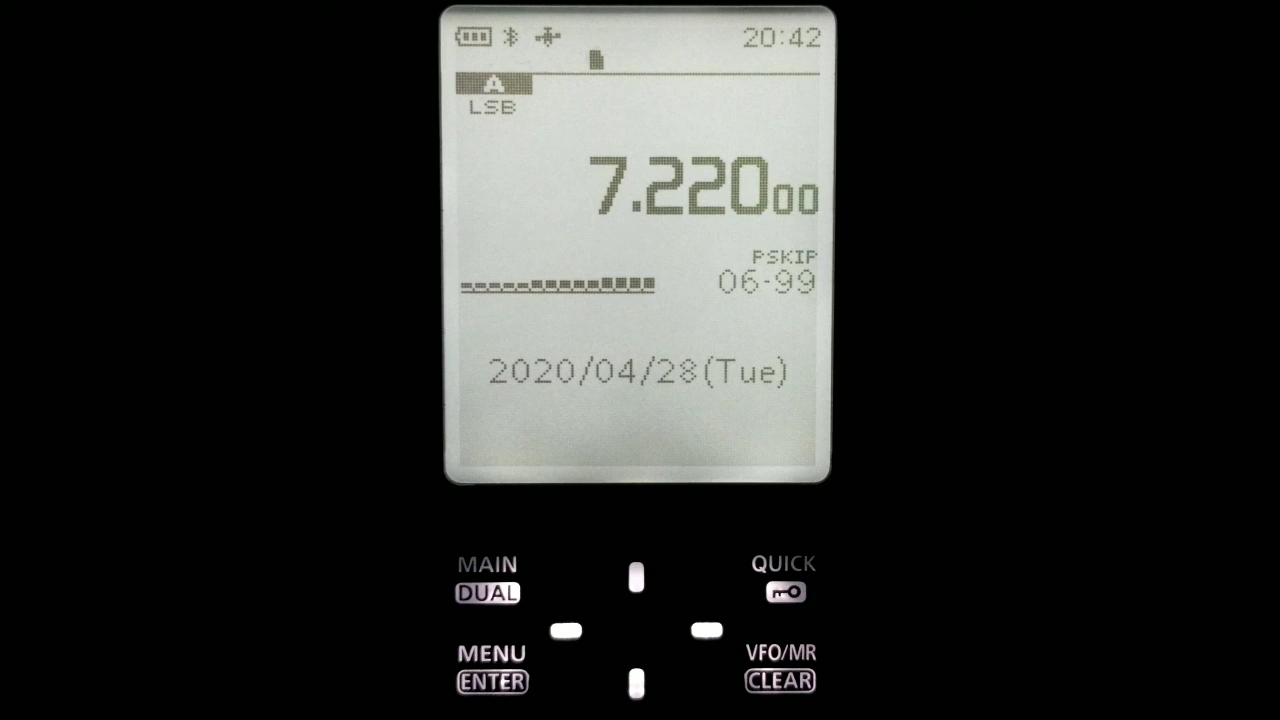 20:42
A
LSB
7.22000
PSKIP
06-99
2020/04/28(Tue)
MAIN QUICK
DUAL
MENU VFO/MR
ENTER CLEAR